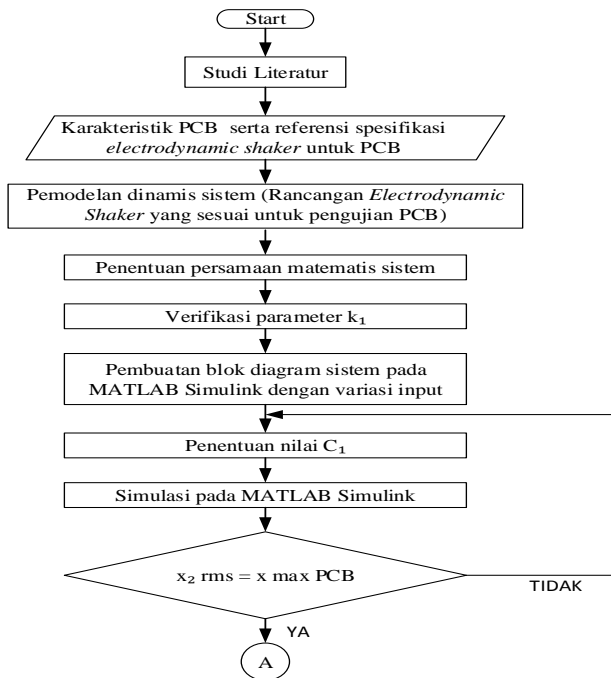 Start
Studi Literatur
Karakteristik PCB serta referensi spesifikasi
electrodynamic shaker untuk PCB
Pemodelan dinamis sistem (Rancangan Electrodynamic
Shaker yang sesuai untuk pengujian PCB)
Penentuan persamaan matematis sistem
Verifikasi parameter k₁
Pembuatan blok diagram sistem pada
MATLAB Simulink dengan variasi input
Penentuan nilai C₁
Simulasi pada MATLAB Simulink
x₂ rms = x max PCB
TIDAK
YA
A